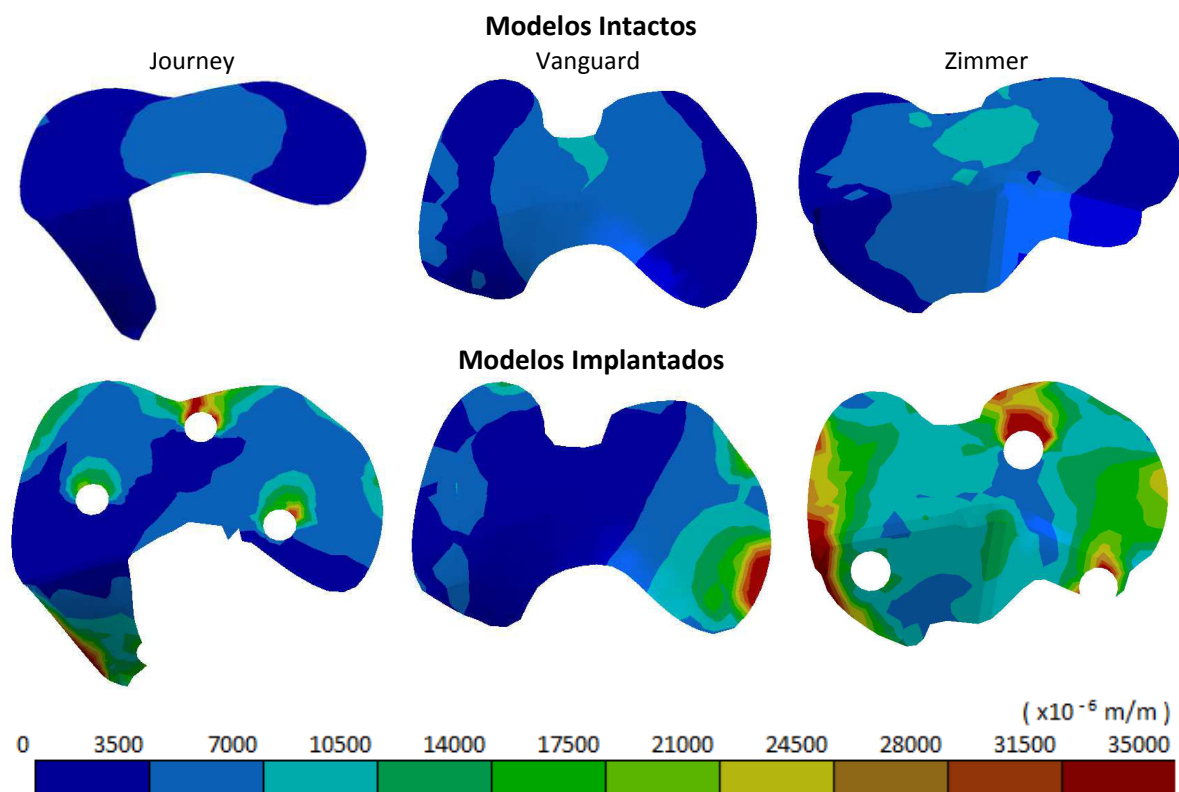 Modelos Intactos
Journey Vanguard Zimmer
Modelos Implantados
( x10⁻⁶ m/m )
0 3500 7000 10500 14000 17500 21000 24500 28000 31500 35000